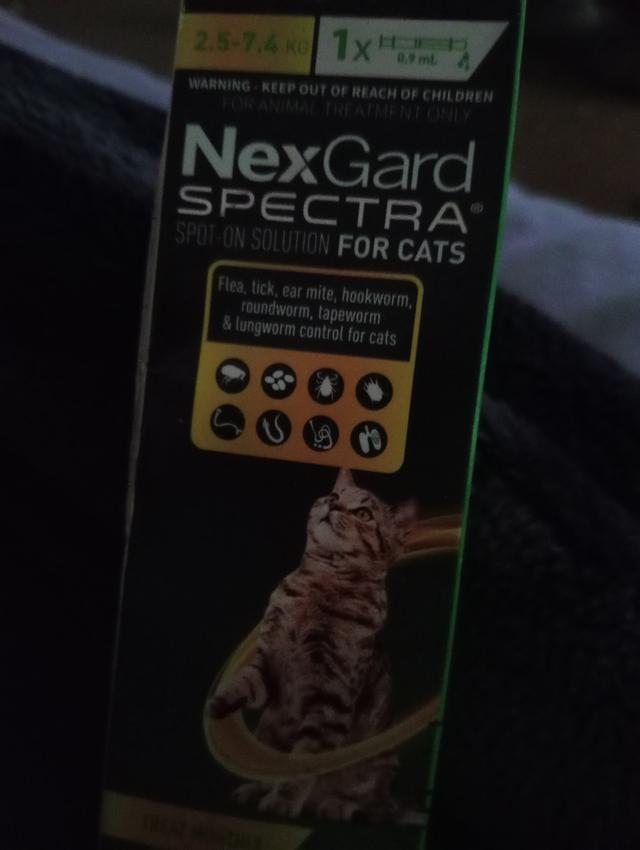 2.5-7.4 KG
1x
0.9 mL
WARNING - KEEP OUT OF REACH OF CHILDREN
FOR ANIMAL TREATMENT ONLY
NexGard
SPECTRA®
SPOT-ON SOLUTION FOR CATS
Flea, tick, ear mite, hookworm,
roundworm, tapeworm
& lungworm control for cats
TREAT MONTHLY